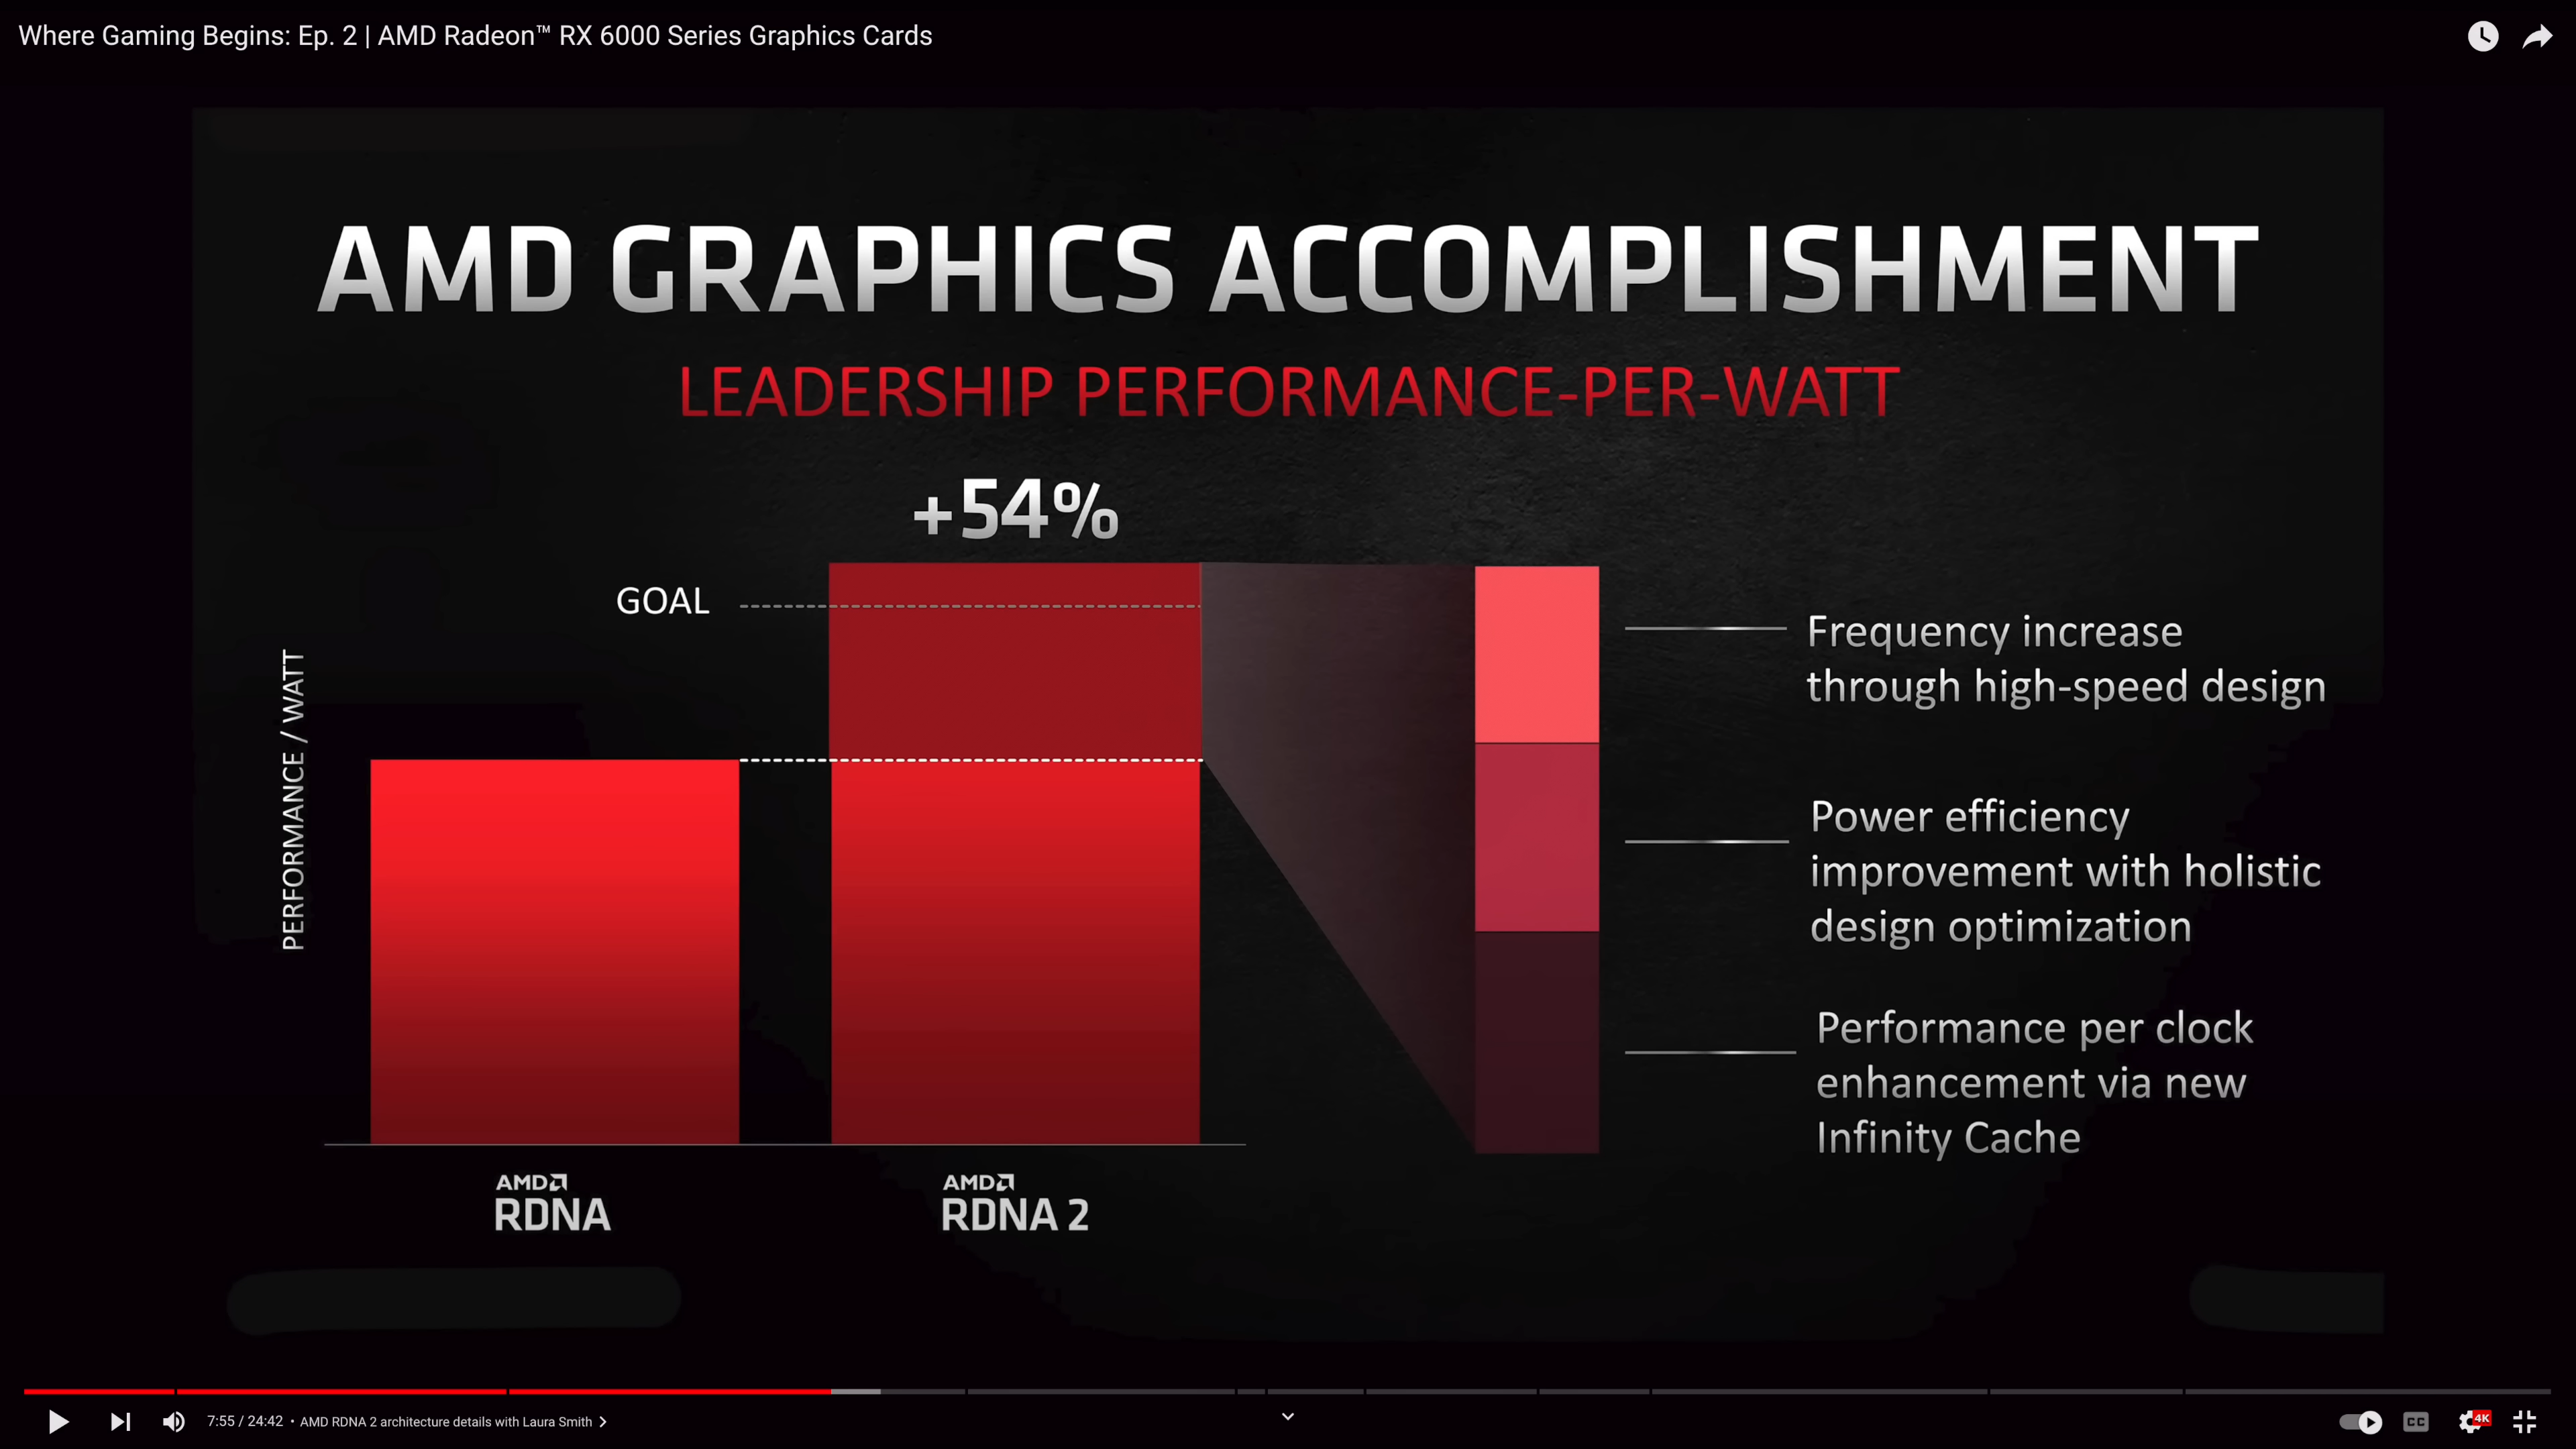 Where Gaming Begins: Ep. 2 | AMD Radeon™ RX 6000 Series Graphics Cards
AMD GRAPHICS ACCOMPLISHMENT
LEADERSHIP PERFORMANCE-PER-WATT
+54%
GOAL
PERFORMANCE / WATT
Frequency increase
through high-speed design
Power efficiency
improvement with holistic
design optimization
Performance per clock
enhancement via new
Infinity Cache
AMD
RDNA
AMD
RDNA 2
7:55 / 24:42 • AMD RDNA 2 architecture details with Laura Smith
CC
4K